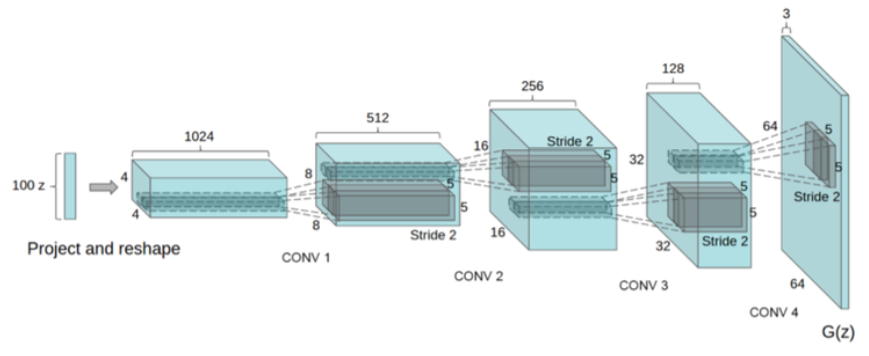 100 z
Project and reshape
1024
4
4
CONV 1
512
8
8
5
5
Stride 2
CONV 2
256
16
16
Stride 2
5
5
CONV 3
128
32
32
5
5
Stride 2
CONV 4
3
64
64
5
5
Stride 2
G(z)